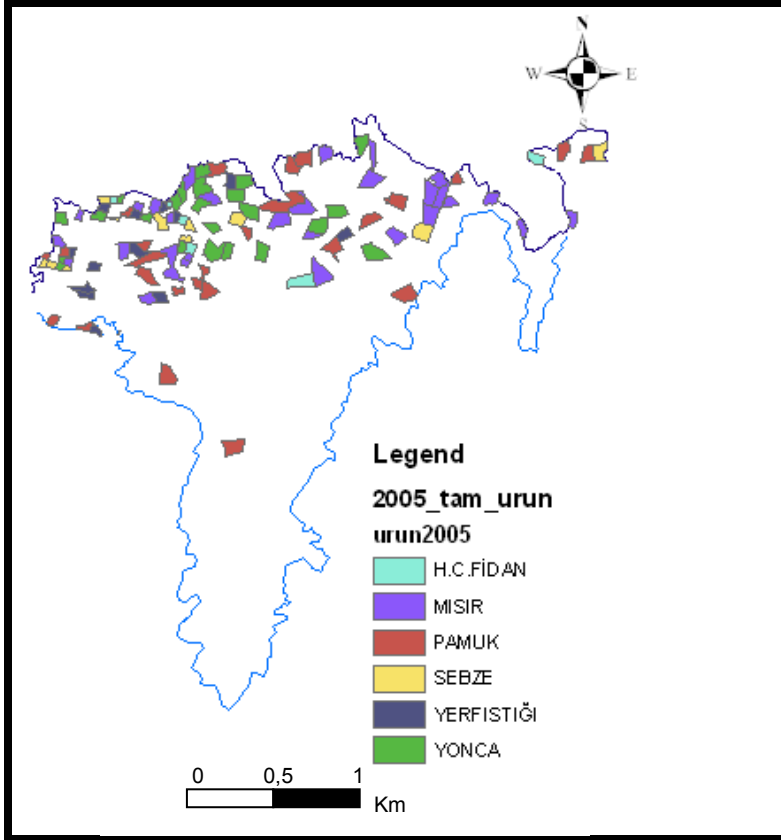 N
W E
S
Legend
2005_tam_urun
urun2005
H.C.FİDAN
MISIR
PAMUK
SEBZE
YERFISTIĞI
YONCA
0 0,5 1
Km